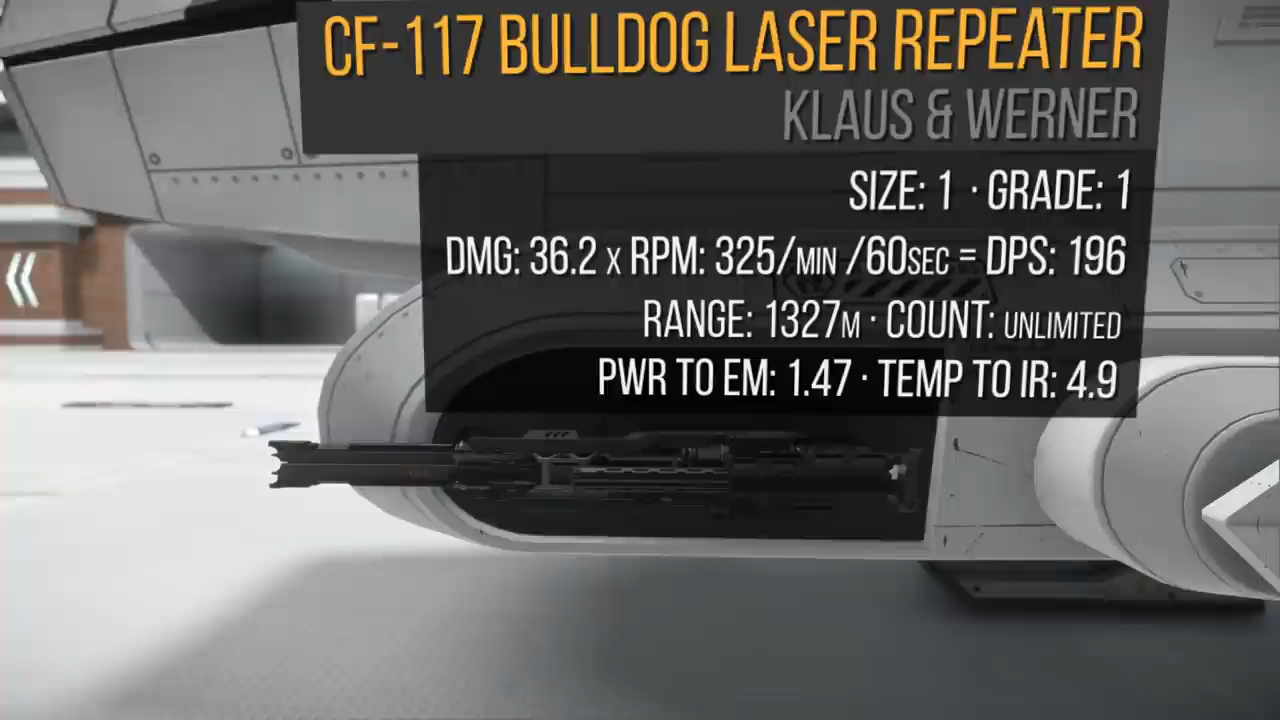 CF-117 BULLDOG LASER REPEATER
KLAUS & WERNER
SIZE: 1 · GRADE: 1
DMG: 36.2 X RPM: 325/MIN /60SEC = DPS: 196
RANGE: 1327M · COUNT: UNLIMITED
PWR TO EM: 1.47 · TEMP TO IR: 4.9